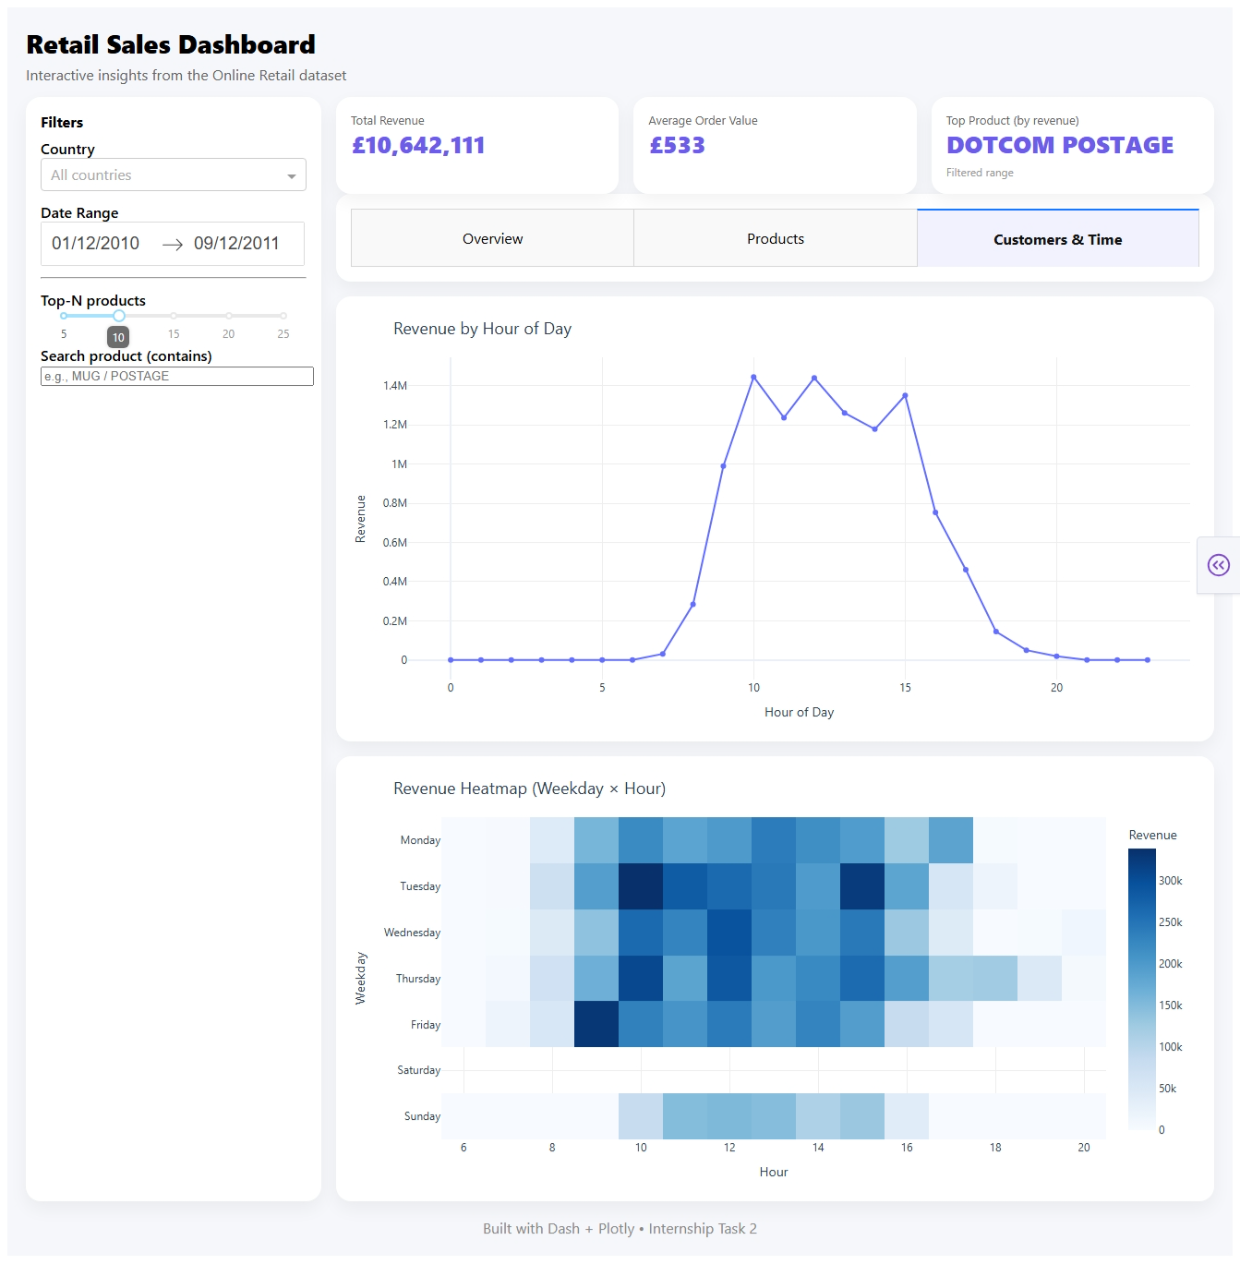 Retail Sales Dashboard
Interactive insights from the Online Retail dataset
Filters
Country
All countries
Date Range
01/12/2010 → 09/12/2011
Top-N products
5 10 15 20 25
Search product (contains)
e.g., MUG / POSTAGE
Total Revenue
£10,642,111
Average Order Value
£533
Top Product (by revenue)
DOTCOM POSTAGE
Filtered range
Overview
Products
Customers & Time
Revenue by Hour of Day
1.4M
1.2M
1M
0.8M
0.6M
0.4M
0.2M
0
Revenue
0 5 10 15 20
Hour of Day
Revenue Heatmap (Weekday × Hour)
Monday
Tuesday
Wednesday
Thursday
Friday
Saturday
Sunday
Weekday
6 8 10 12 14 16 18 20
Hour
Revenue
300k
250k
200k
150k
100k
50k
0
Built with Dash + Plotly • Internship Task 2